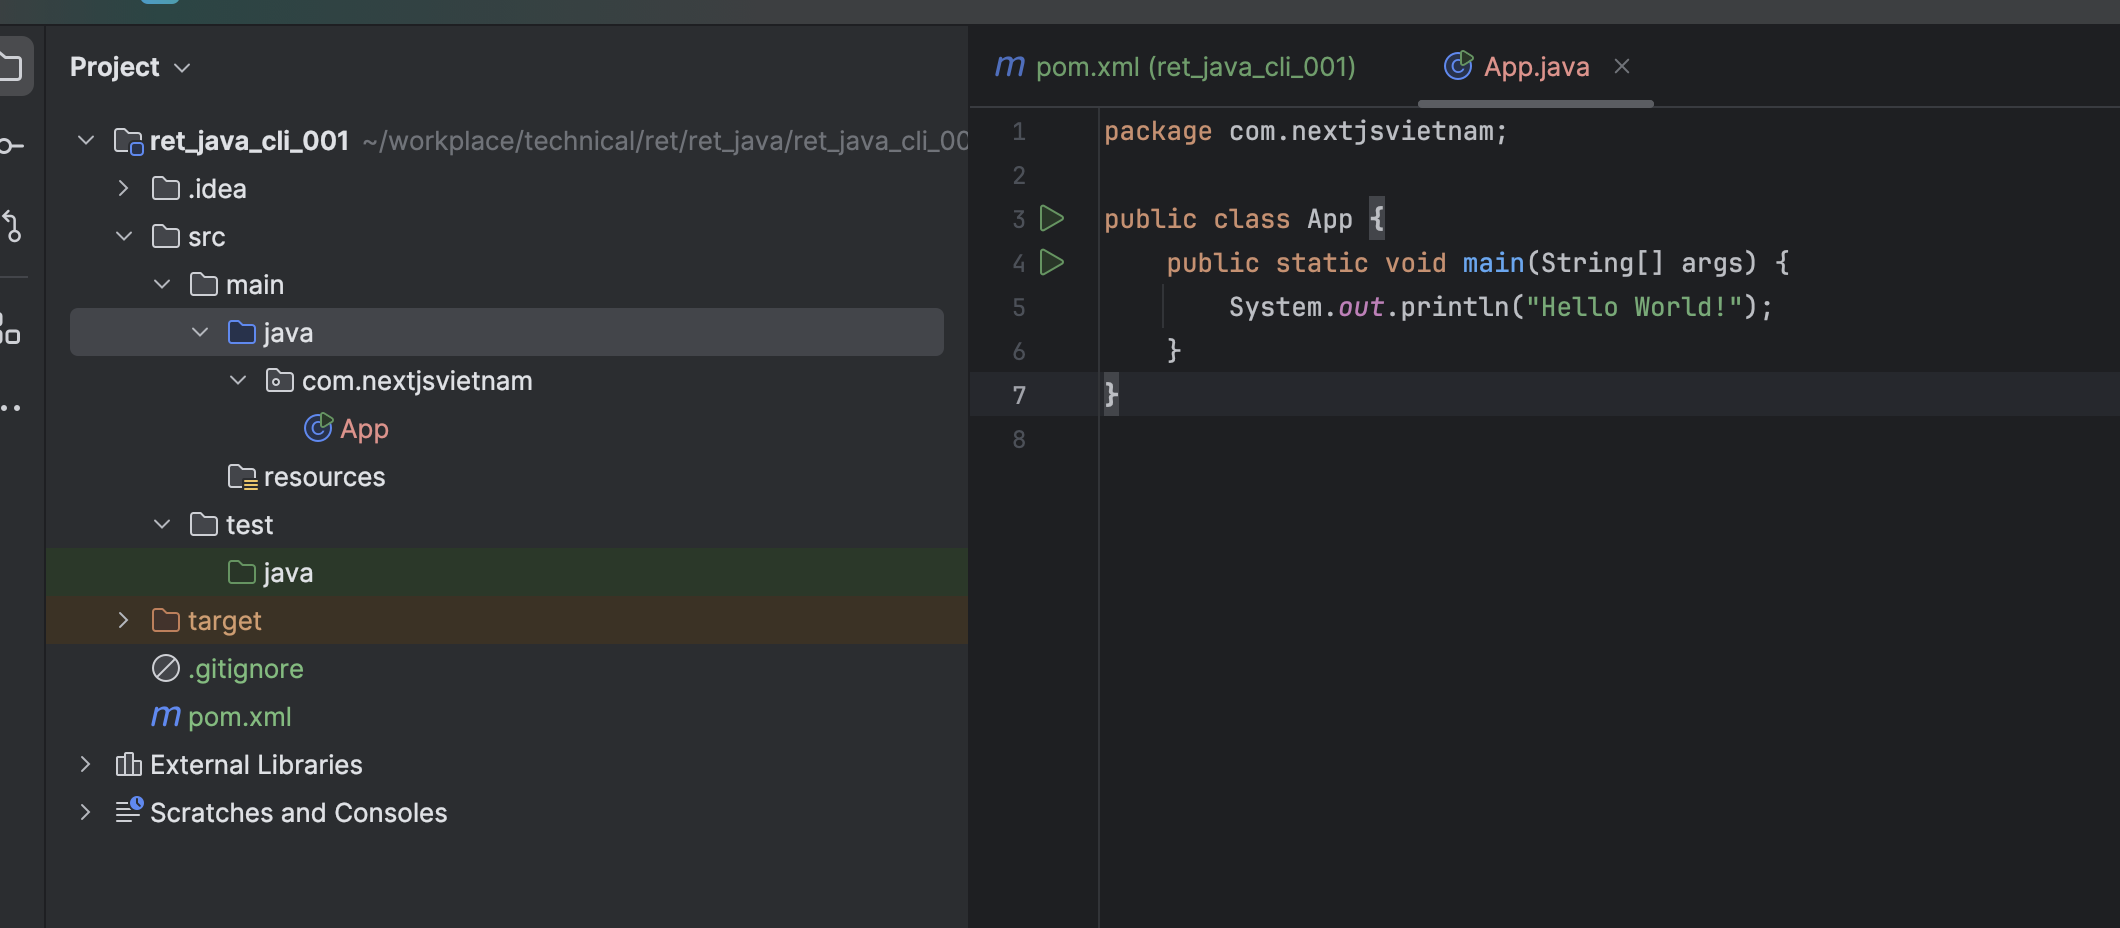 Project
ret_java_cli_001 ~/workplace/technical/ret/ret_java/ret_java_cli_00
.idea
src
main
java
com.nextjsvietnam
App
resources
test
java
target
.gitignore
pom.xml
External Libraries
Scratches and Consoles
pom.xml (ret_java_cli_001) App.java
1 package com.nextjsvietnam;
2
3 public class App {
4 public static void main(String[] args) {
5 System.out.println("Hello World!");
6 }
7 }
8